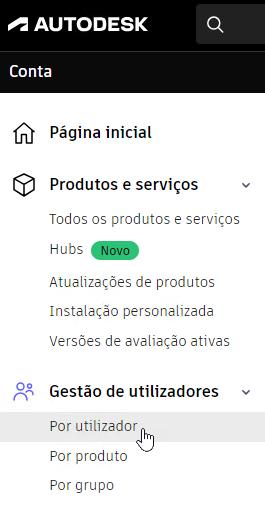 AUTODESK
Conta
Página inicial
Produtos e serviços
Todos os produtos e serviços
Hubs Novo
Atualizações de produtos
Instalação personalizada
Versões de avaliação ativas
Gestão de utilizadores
Por utilizador
Por produto
Por grupo